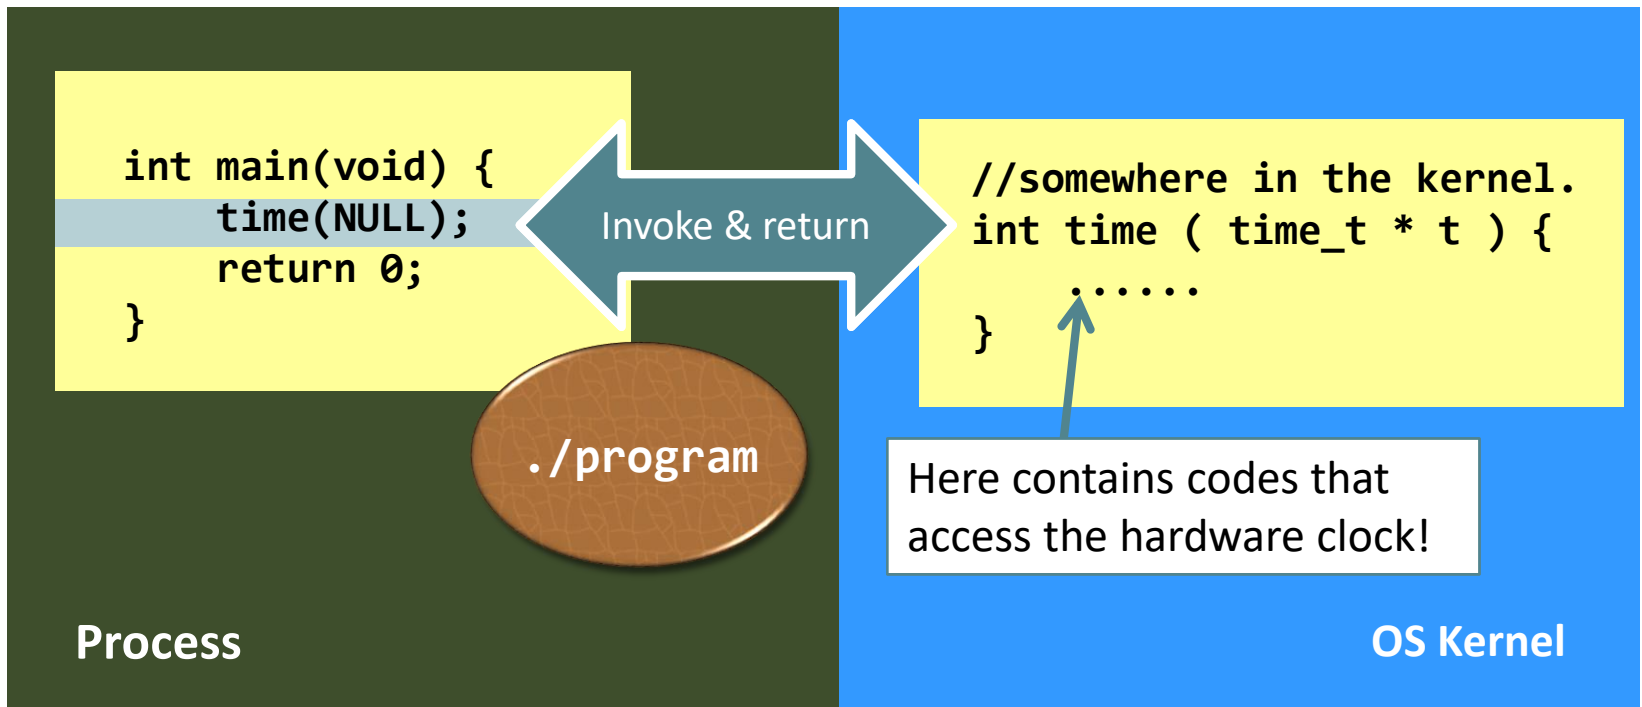 int main(void) {
    time(NULL);
    return 0;
}
Invoke & return
//somewhere in the kernel.
int time ( time_t * t ) {
    ......
}
./program
Here contains codes that
access the hardware clock!
Process
OS Kernel